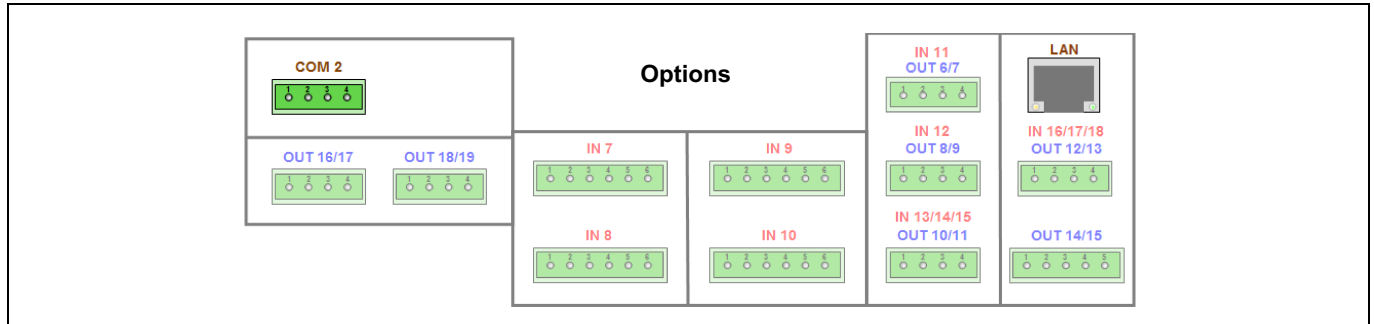 COM 2
1 2 3 4
OUT 16/17
1 2 3 4
OUT 18/19
1 2 3 4
Options
IN 7
1 2 3 4 5 6
IN 8
1 2 3 4 5 6
IN 9
1 2 3 4 5 6
IN 10
1 2 3 4 5 6
IN 11
OUT 6/7
1 2 3 4
IN 12
OUT 8/9
1 2 3 4
IN 13/14/15
OUT 10/11
1 2 3 4
LAN
IN 16/17/18
OUT 12/13
1 2 3 4
OUT 14/15
1 2 3 4 5